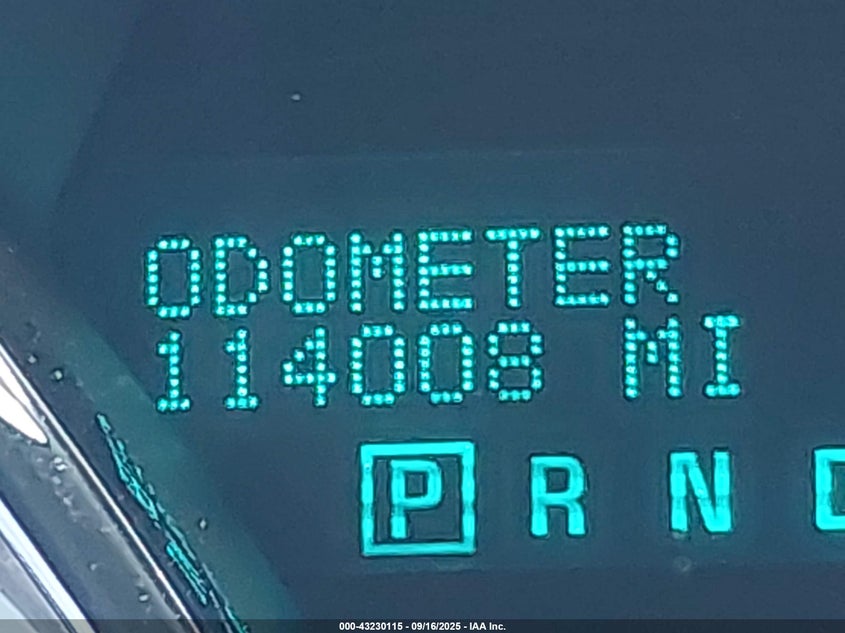 ODOMETER
114008 MI
P R N
000-43230115 - 09/16/2025 - IAA Inc.